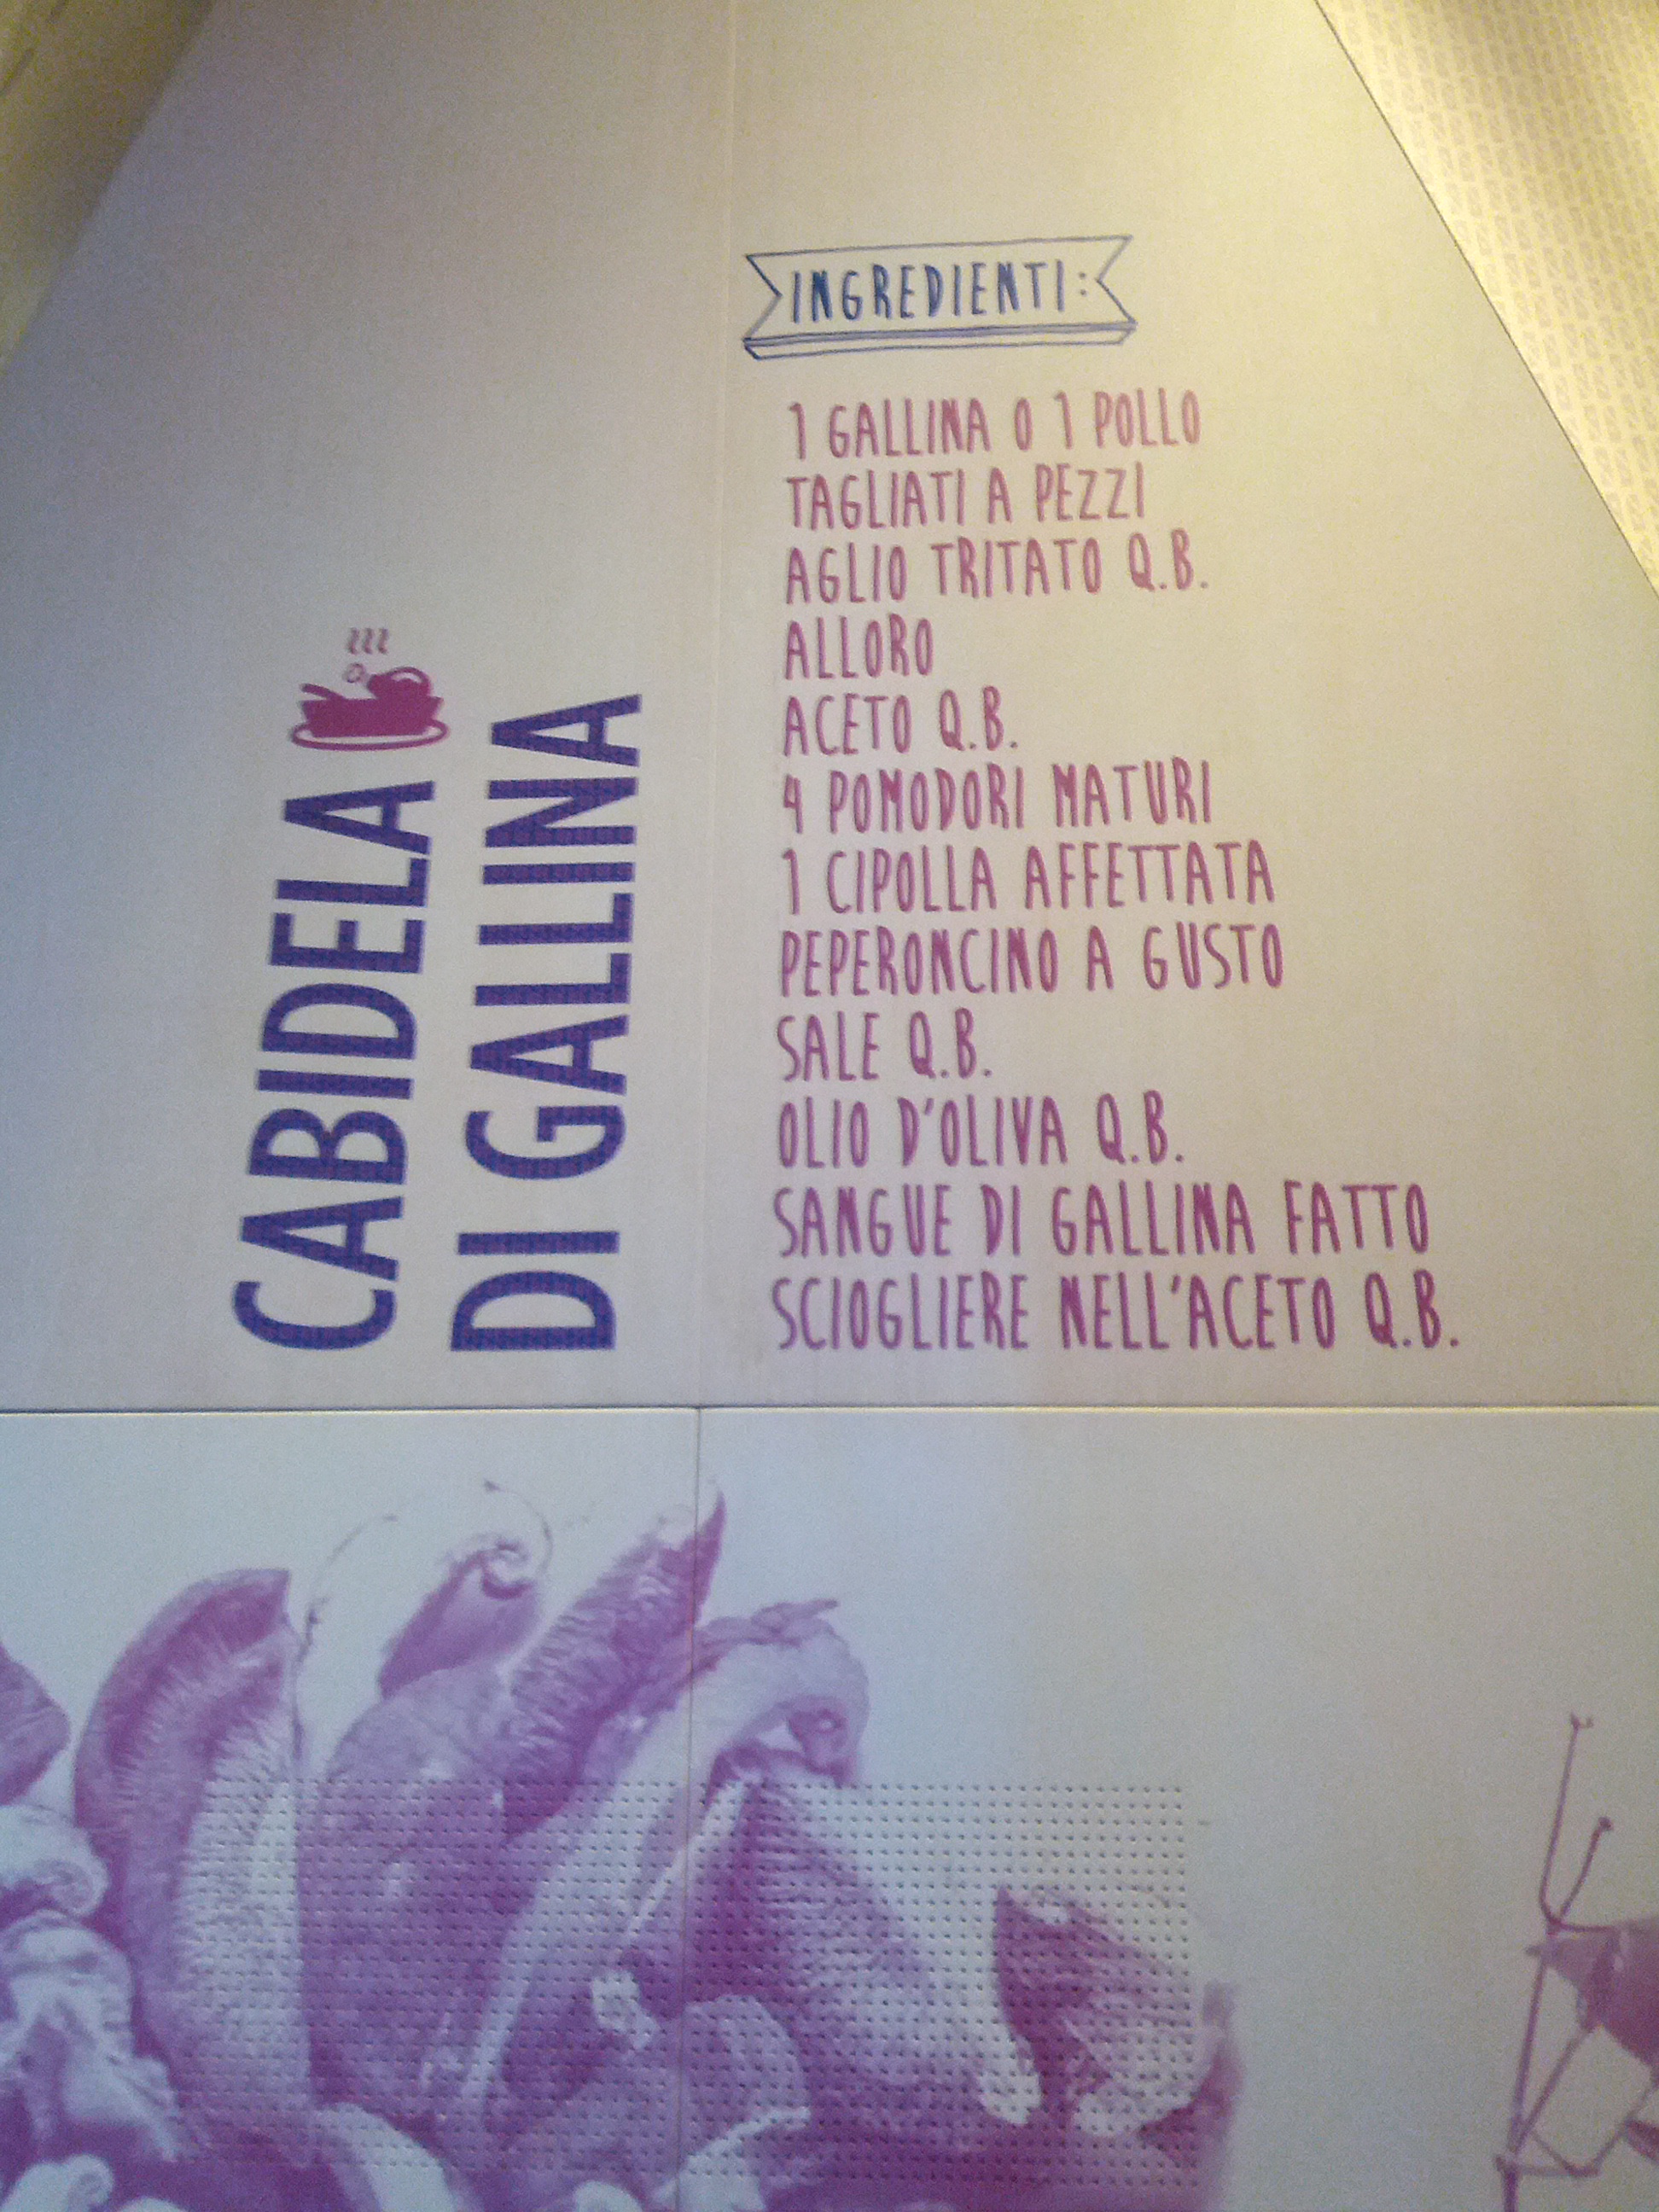 CABIDELA
DI GALLINA
INGREDIENTI:
1 GALLINA O 1 POLLO
TAGLIATI A PEZZI
AGLIO TRITATO Q.B.
ALLORO
ACETO Q.B.
4 POMODORI MATURI
1 CIPOLLA AFFETTATA
PEPERONCINO A GUSTO
SALE Q.B.
OLIO D'OLIVA Q.B.
SANGUE DI GALLINA FATTO
SCIOGLIERE NELL'ACETO Q.B.